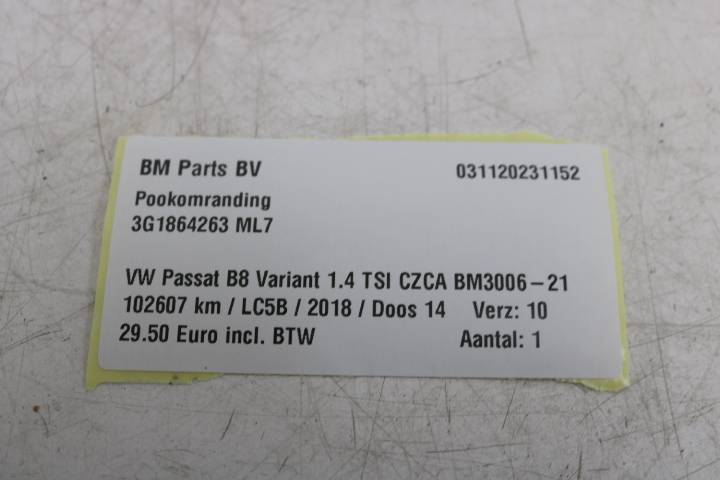 BM Parts BV 031120231152
Pookomranding
3G1864263 ML7
VW Passat B8 Variant 1.4 TSI CZCA BM3006-21
102607 km / LC5B / 2018 / Doos 14 Verz: 10
29.50 Euro incl. BTW Aantal: 1